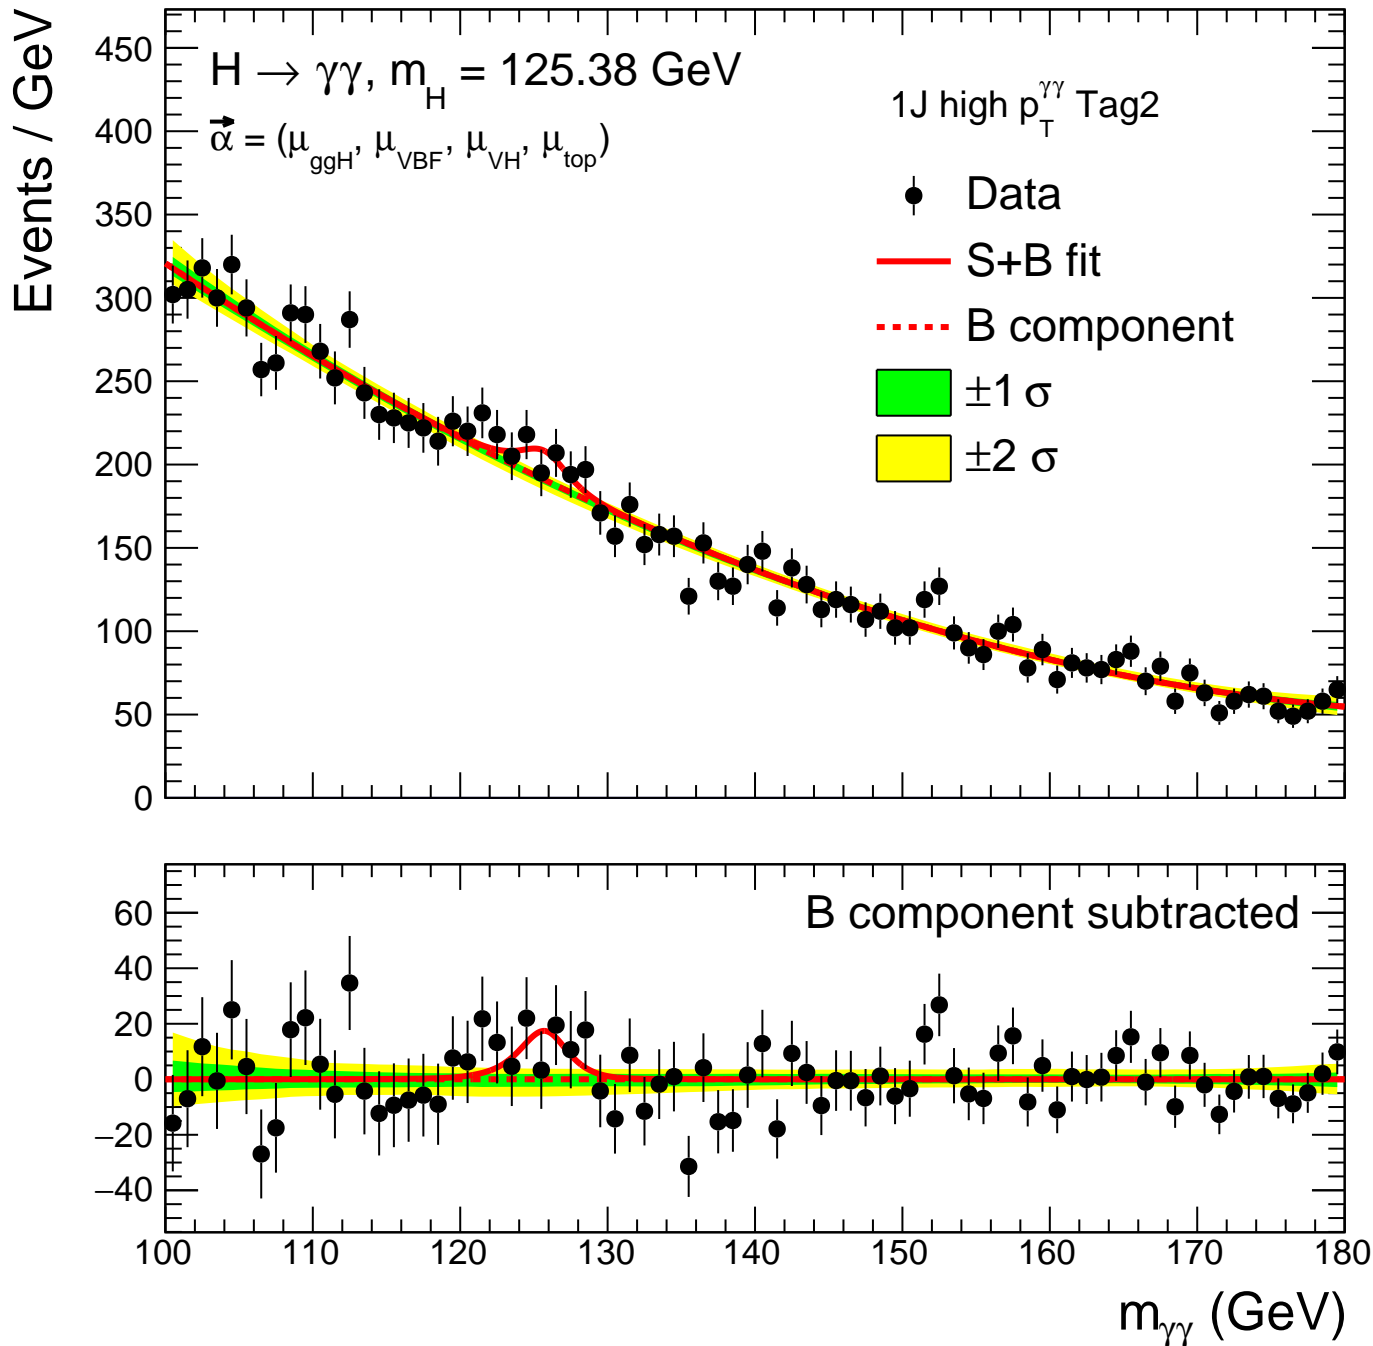 Events / GeV
H → γγ, m_H = 125.38 GeV
α⃗ = (μ_ggH, μ_VBF, μ_VH, μ_top)
1J high p_T^γγ Tag2
Data
S+B fit
B component
±1 σ
±2 σ
450
400
350
300
250
200
150
100
50
0
B component subtracted
60
40
20
0
−20
−40
100 110 120 130 140 150 160 170 180
m_γγ (GeV)